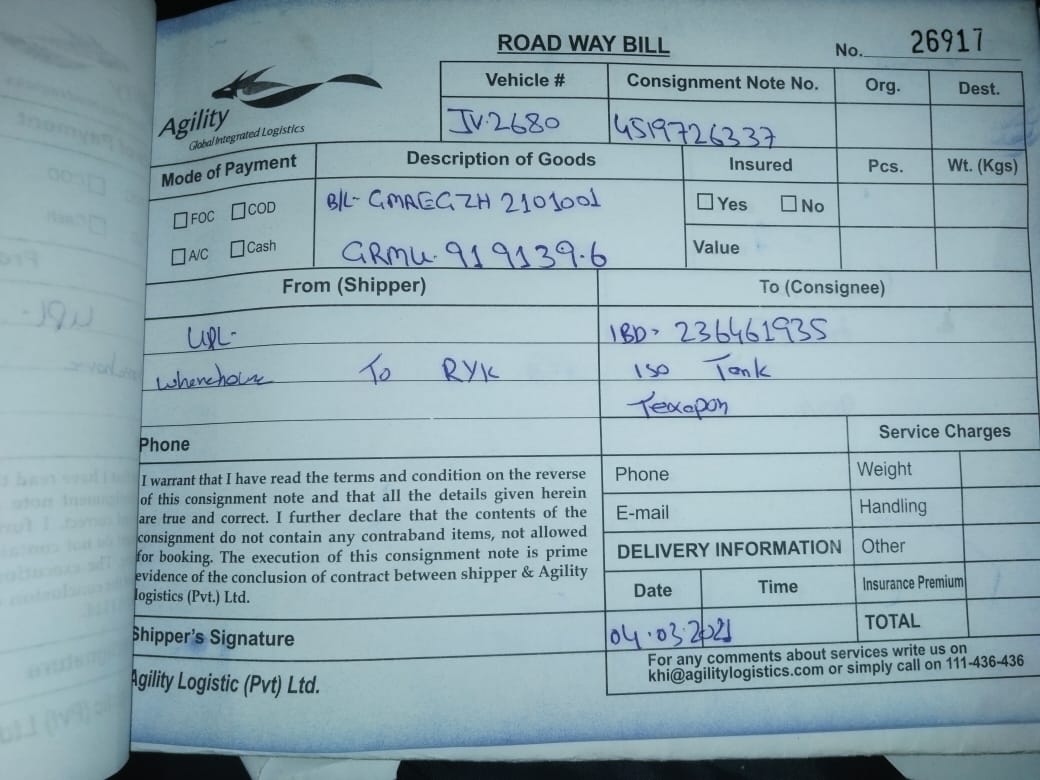 ROAD WAY BILL
No. 26917
Agility
Global Integrated Logistics
Vehicle # Consignment Note No. Org. Dest.
JV.2680 4519726337
Mode of Payment Description of Goods Insured Pcs. Wt. (Kgs)
FOC COD B/L- GMAEGZH 2101001 Yes No
A/C Cash GRMU. 919139.6 Value
From (Shipper) To (Consignee)
UPL- IBD- 236461935
To RYK ISO Tank
Texapon
Phone Service Charges
I warrant that I have read the terms and condition on the reverse
of this consignment note and that all the details given herein
are true and correct. I further declare that the contents of the
consignment do not contain any contraband items, not allowed
for booking. The execution of this consignment note is prime
evidence of the conclusion of contract between shipper & Agility
logistics (Pvt.) Ltd.
Phone Weight
E-mail Handling
DELIVERY INFORMATION Other
Date Time Insurance Premium
Shipper's Signature 04.03.2021 TOTAL
Agility Logistic (Pvt) Ltd.
For any comments about services write us on
khi@agilitylogistics.com or simply call on 111-436-436